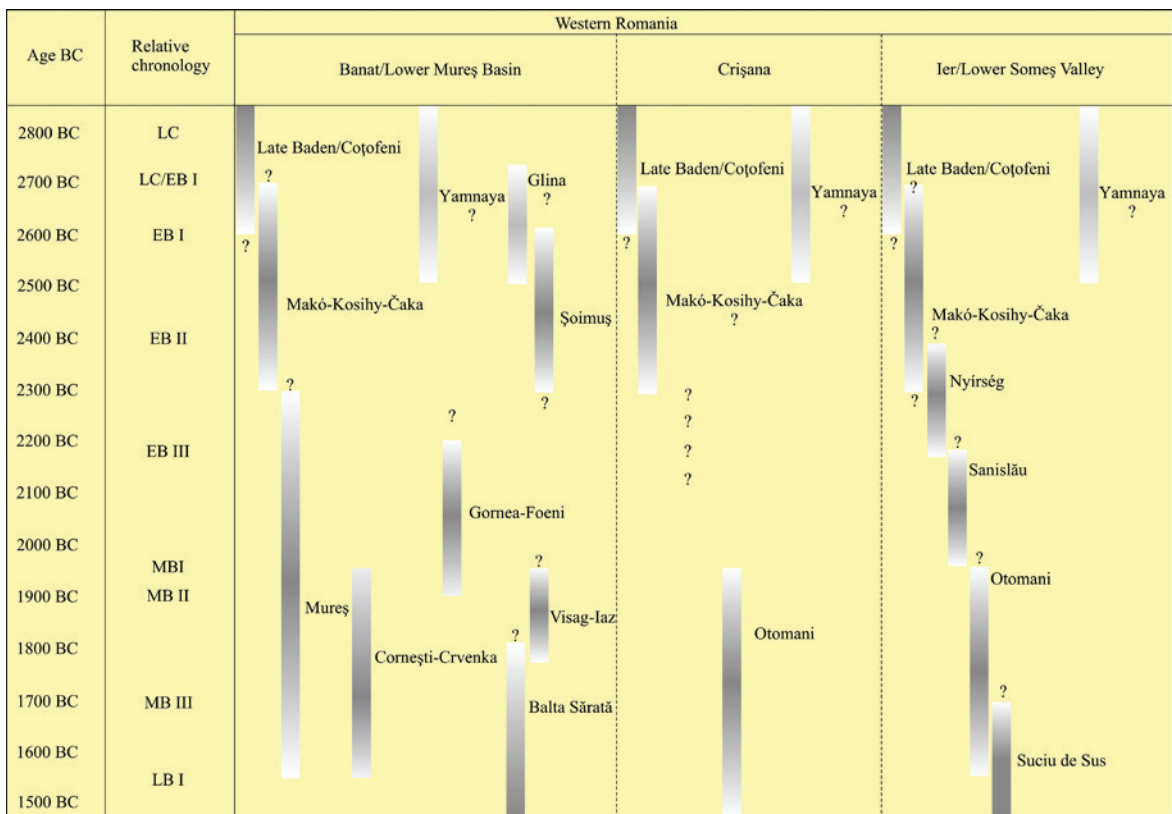 Western Romania
Age BC
Relative
chronology
Banat/Lower Mureş Basin
Crişana
Ier/Lower Someş Valley
2800 BC
2700 BC
2600 BC
2500 BC
2400 BC
2300 BC
2200 BC
2100 BC
2000 BC
1900 BC
1800 BC
1700 BC
1600 BC
1500 BC
LC
LC/EB I
EB I
EB II
EB III
MBI
MB II
MB III
LB I
Late Baden/Coţofeni
?
?
Makó-Kosihy-Čaka
?
Mureş
Yamnaya
?
Glina
?
Şoimuş
?
?
Gornea-Foeni
?
Visag-Iaz
Corneşti-Crvenka
?
Balta Sărată
Late Baden/Coţofeni
?
Yamnaya
?
Makó-Kosihy-Čaka
?
?
?
?
?
Otomani
Late Baden/Coţofeni
?
?
Yamnaya
?
Makó-Kosihy-Čaka
?
?
Nyírség
?
Sanislău
?
Otomani
?
Suciu de Sus